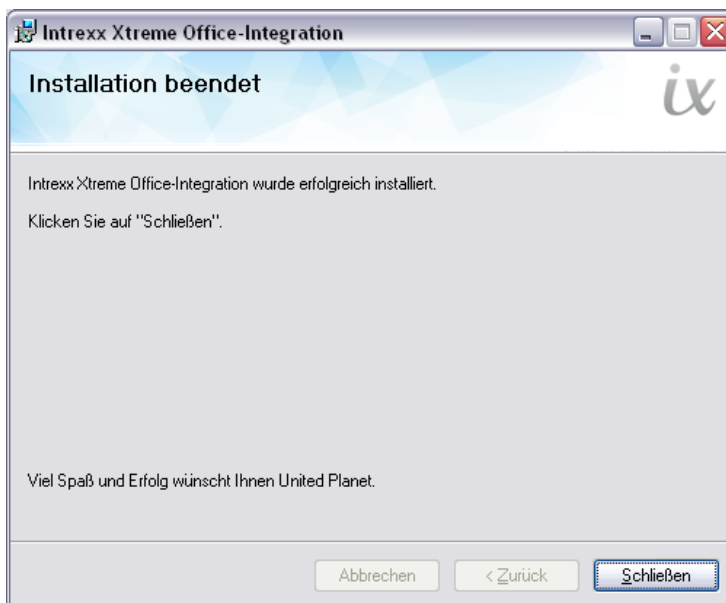 Intrexx Xtreme Office-Integration
Installation beendet
ix
Intrexx Xtreme Office-Integration wurde erfolgreich installiert.
Klicken Sie auf "Schließen".
Viel Spaß und Erfolg wünscht Ihnen United Planet.
Abbrechen
< Zurück
Schließen